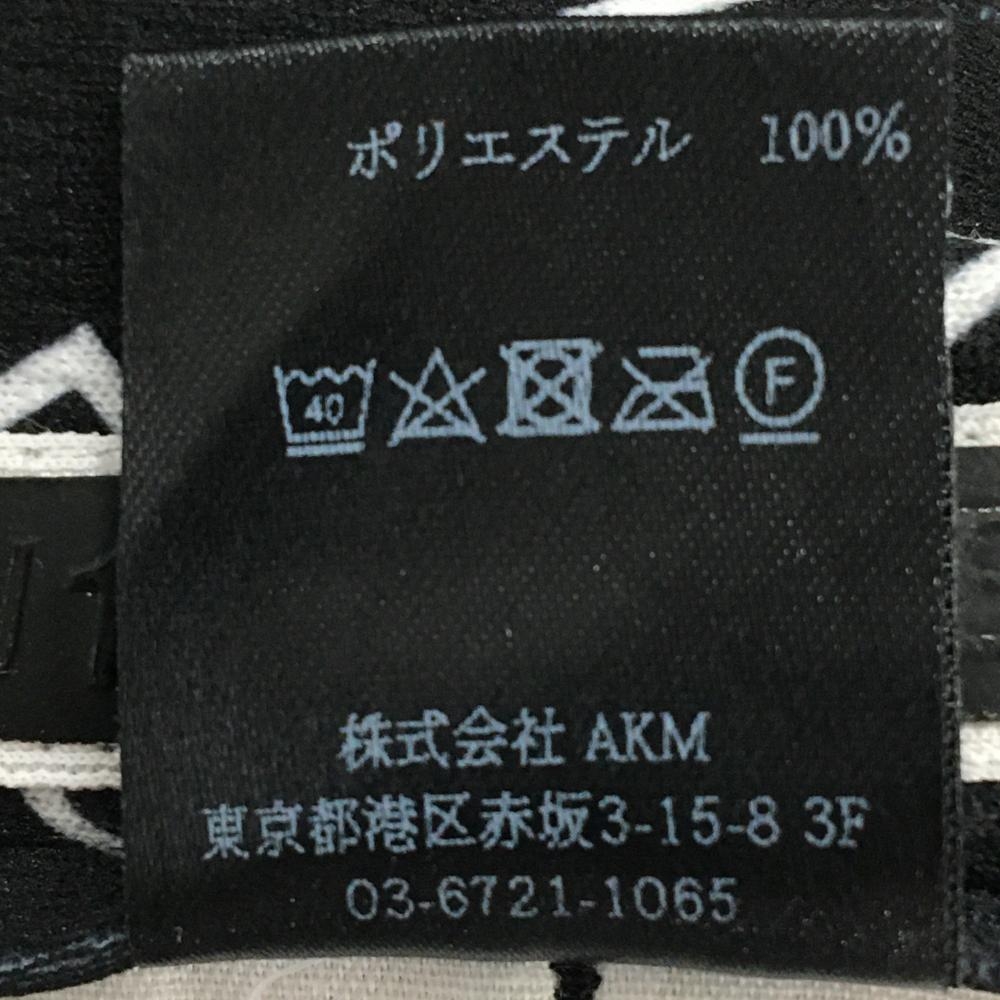 ポリエステル 100%
40 F
株式会社 AKM
東京都港区赤坂3-15-8 3F
03-6721-1065